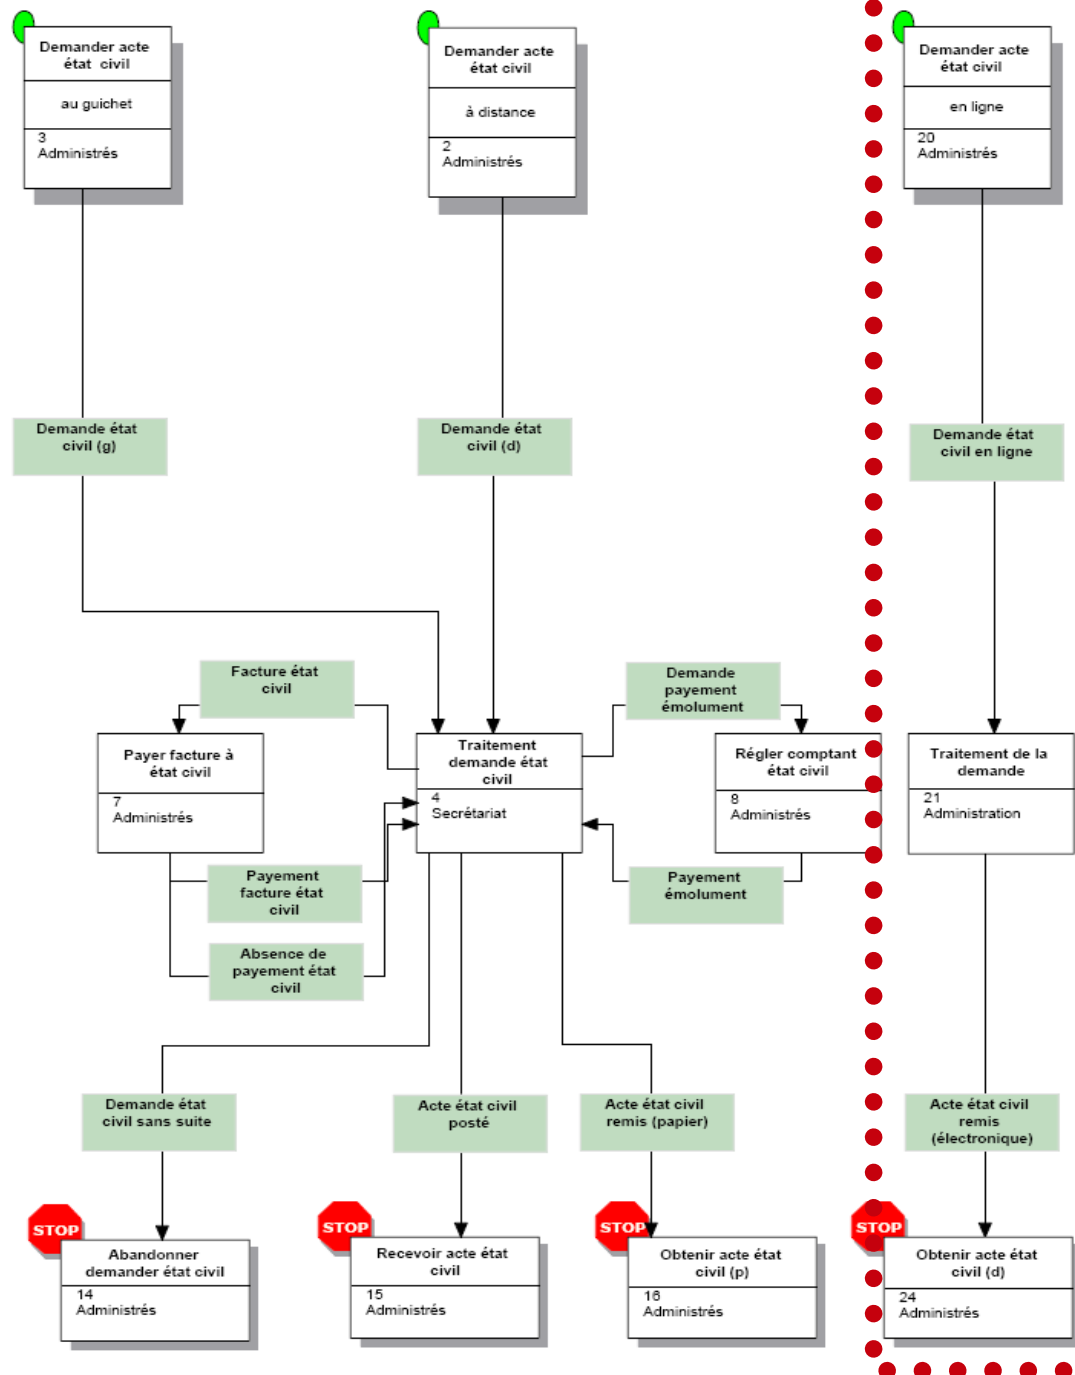 Demander acte
état civil
au guichet
3
Administrés
Demander acte
état civil
à distance
2
Administrés
Demander acte
état civil
en ligne
20
Administrés
Demande état
civil (g)
Demande état
civil (d)
Demande état
civil en ligne
Facture état
civil
Demande
payement
émolument
Payer facture à
état civil
7
Administrés
Traitement
demande état
civil
4
Secrétariat
Régler comptant
état civil
8
Administrés
Traitement de la
demande
21
Administration
Payement
facture état
civil
Payement
émolument
Absence de
payement état
civil
Demande état
civil sans suite
Acte état civil
posté
Acte état civil
remis (papier)
Acte état civil
remis
(électronique)
STOP
Abandonner
demander état civil
14
Administrés
STOP
Recevoir acte état
civil
15
Administrés
STOP
Obtenir acte état
civil (p)
16
Administrés
STOP
Obtenir acte état
civil (d)
24
Administrés